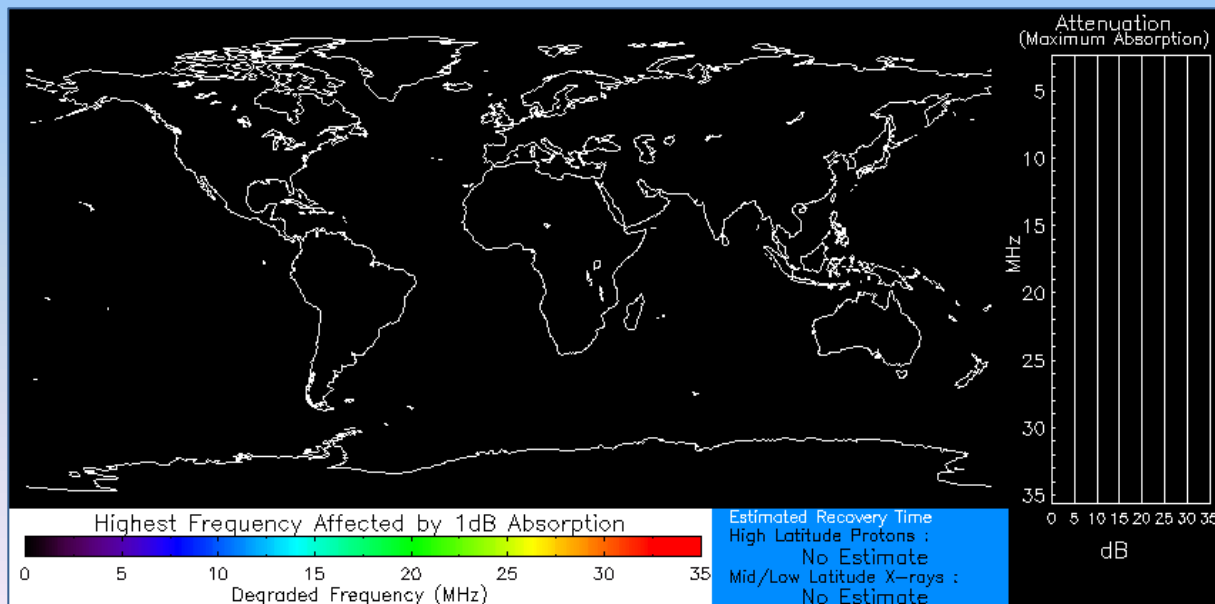 Attenuation
(Maximum Absorption)
5
10
15
20
25
30
35
MHz
0 5 10 15 20 25 30 35
dB
Highest Frequency Affected by 1dB Absorption
0 5 10 15 20 25 30 35
Degraded Frequency (MHz)
Estimated Recovery Time
High Latitude Protons :
No Estimate
Mid/Low Latitude X-rays :
No Estimate